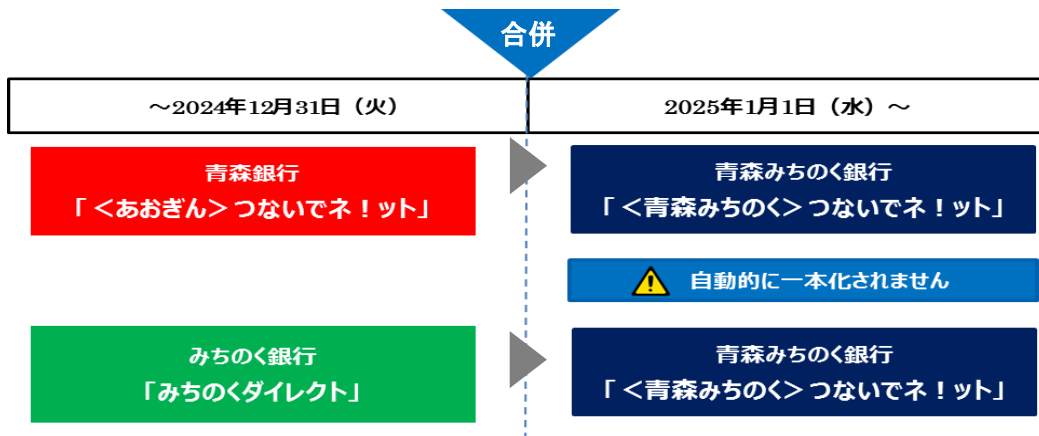 合併
～2024年12月31日（火）
2025年1月1日（水）～
青森銀行
「＜あおぎん＞つないでネ！ット」
青森みちのく銀行
「＜青森みちのく＞つないでネ！ット」
自動的に一本化されません
みちのく銀行
「みちのくダイレクト」
青森みちのく銀行
「＜青森みちのく＞つないでネ！ット」